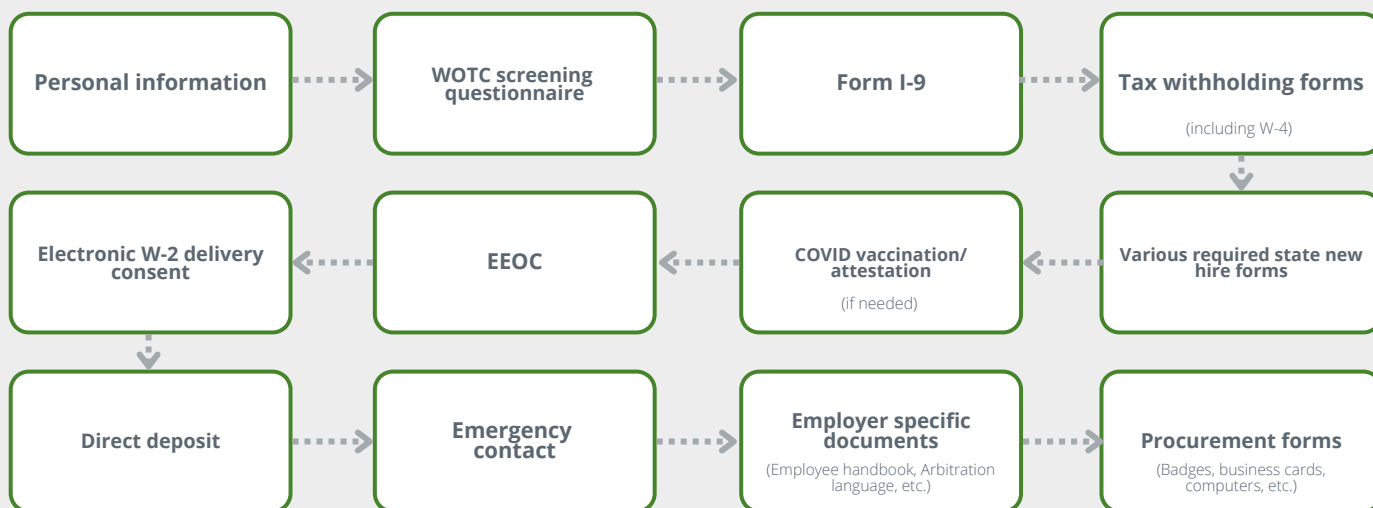 Personal information
WOTC screening
questionnaire
Form I-9
Tax withholding forms
(including W-4)
Electronic W-2 delivery
consent
EEOC
COVID vaccination/
attestation
(if needed)
Various required state new
hire forms
Direct deposit
Emergency
contact
Employer specific
documents
(Employee handbook, Arbitration
language, etc.)
Procurement forms
(Badges, business cards,
computers, etc.)